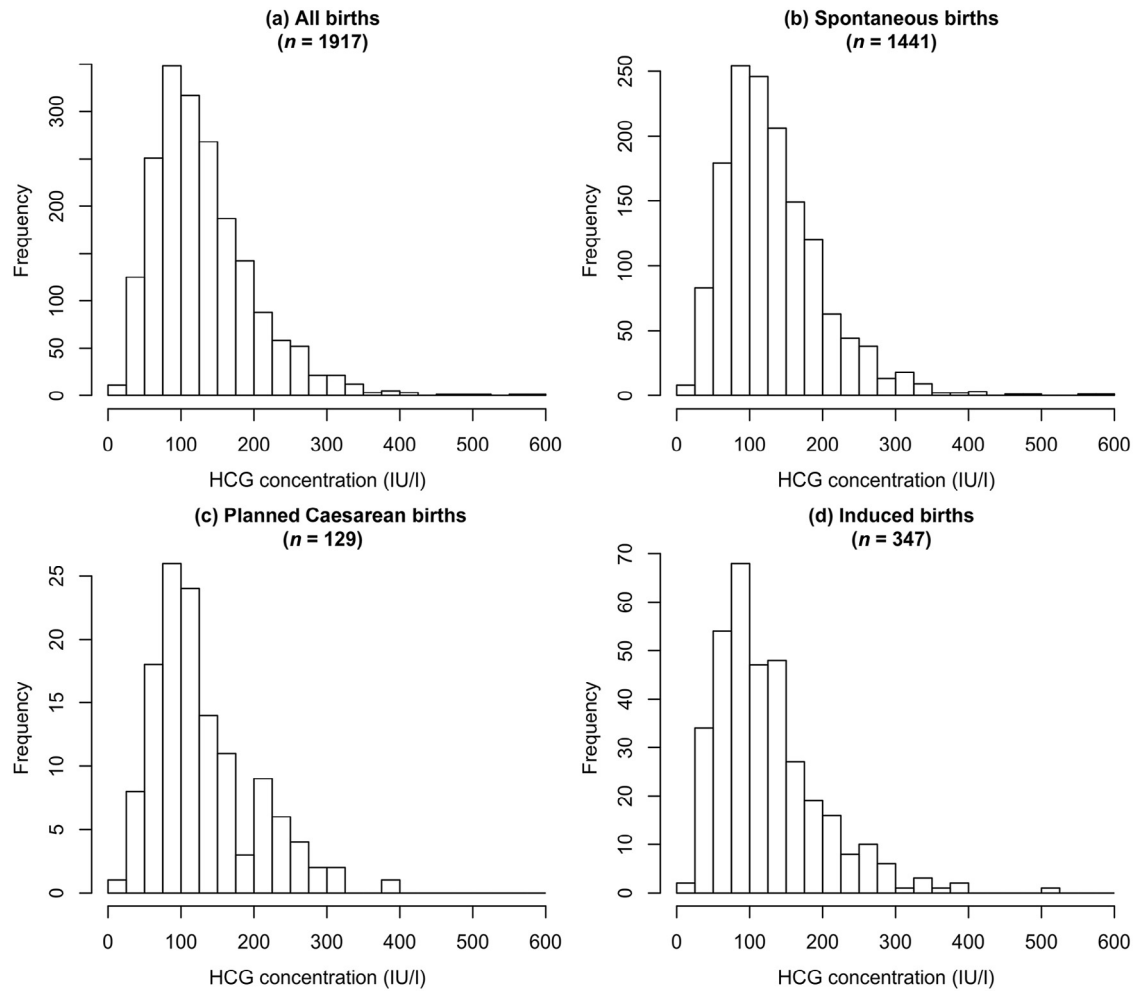 (a) All births
(n = 1917)
Frequency
300
200
100
50
0
0 100 200 300 400 500 600
HCG concentration (IU/l)
(b) Spontaneous births
(n = 1441)
Frequency
250
200
150
100
50
0
0 100 200 300 400 500 600
HCG concentration (IU/l)
(c) Planned Caesarean births
(n = 129)
Frequency
25
20
15
10
5
0
0 100 200 300 400 500 600
HCG concentration (IU/l)
(d) Induced births
(n = 347)
Frequency
70
60
50
40
30
20
10
0
0 100 200 300 400 500 600
HCG concentration (IU/l)